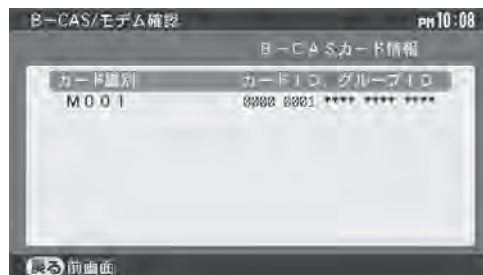 B-CAS/モデム確認 PM10:08
B-CASカード情報
カード識別 カードID、グループID
M001 0000 0001 **** **** ****
戻る 前画面